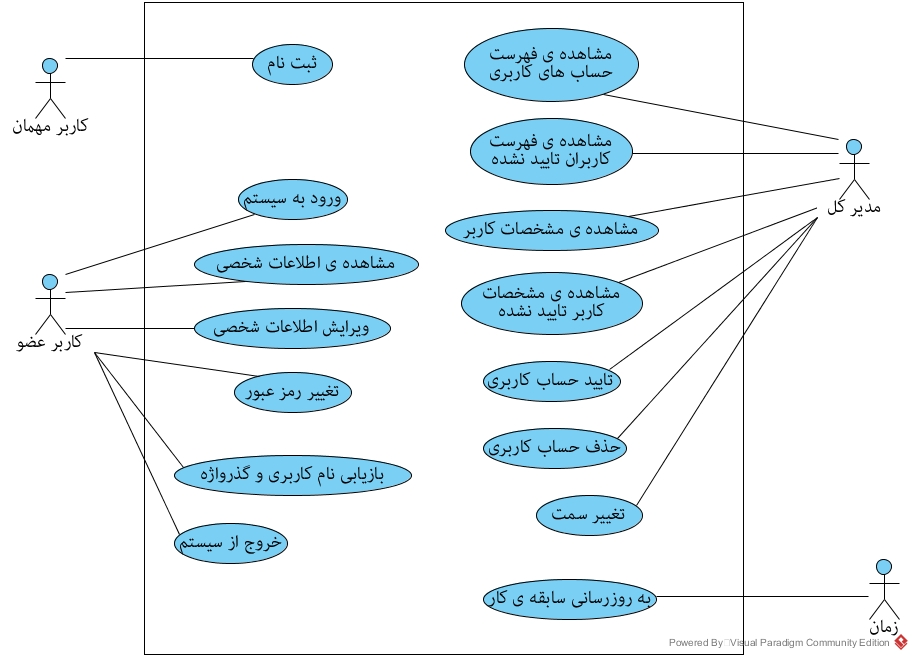 کاربر مهمان
ثبت نام
ورود به سیستم
مشاهده ی اطلاعات شخصی
ویرایش اطلاعات شخصی
کاربر عضو
تغییر رمز عبور
بازیابی نام کاربری و گذرواژه
خروج از سیستم
مشاهده ی فهرست
حساب های کاربری
مشاهده ی فهرست
کاربران تایید نشده
مدیر کل
مشاهده ی مشخصات کاربر
مشاهده ی مشخصات
کاربر تایید نشده
تایید حساب کاربری
حذف حساب کاربری
تغییر سمت
به روزرسانی سابقه ی کار
زمان
Powered By Visual Paradigm Community Edition